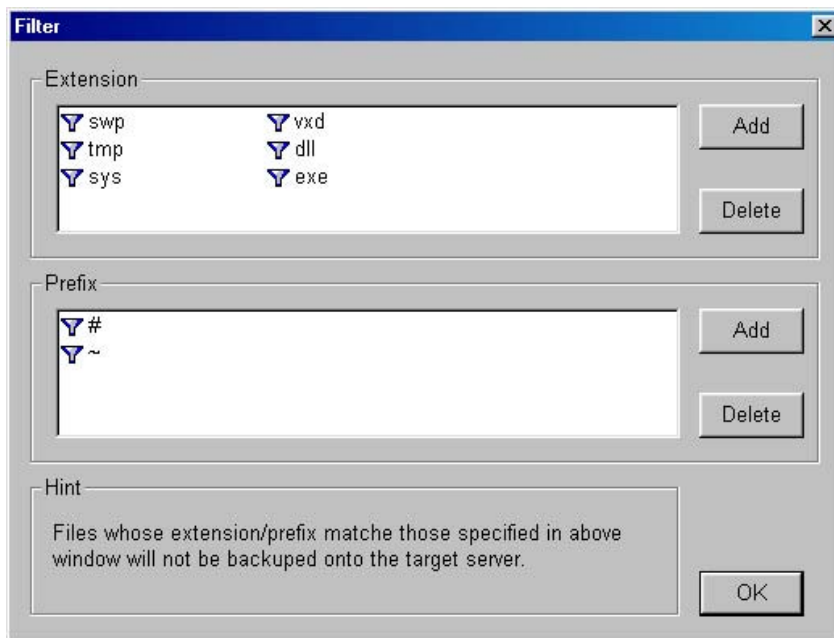 Filter
Extension
swp
vxd
tmp
dll
sys
exe
Add
Delete
Prefix
#
~
Add
Delete
Hint
Files whose extension/prefix matche those specified in above
window will not be backuped onto the target server.
OK